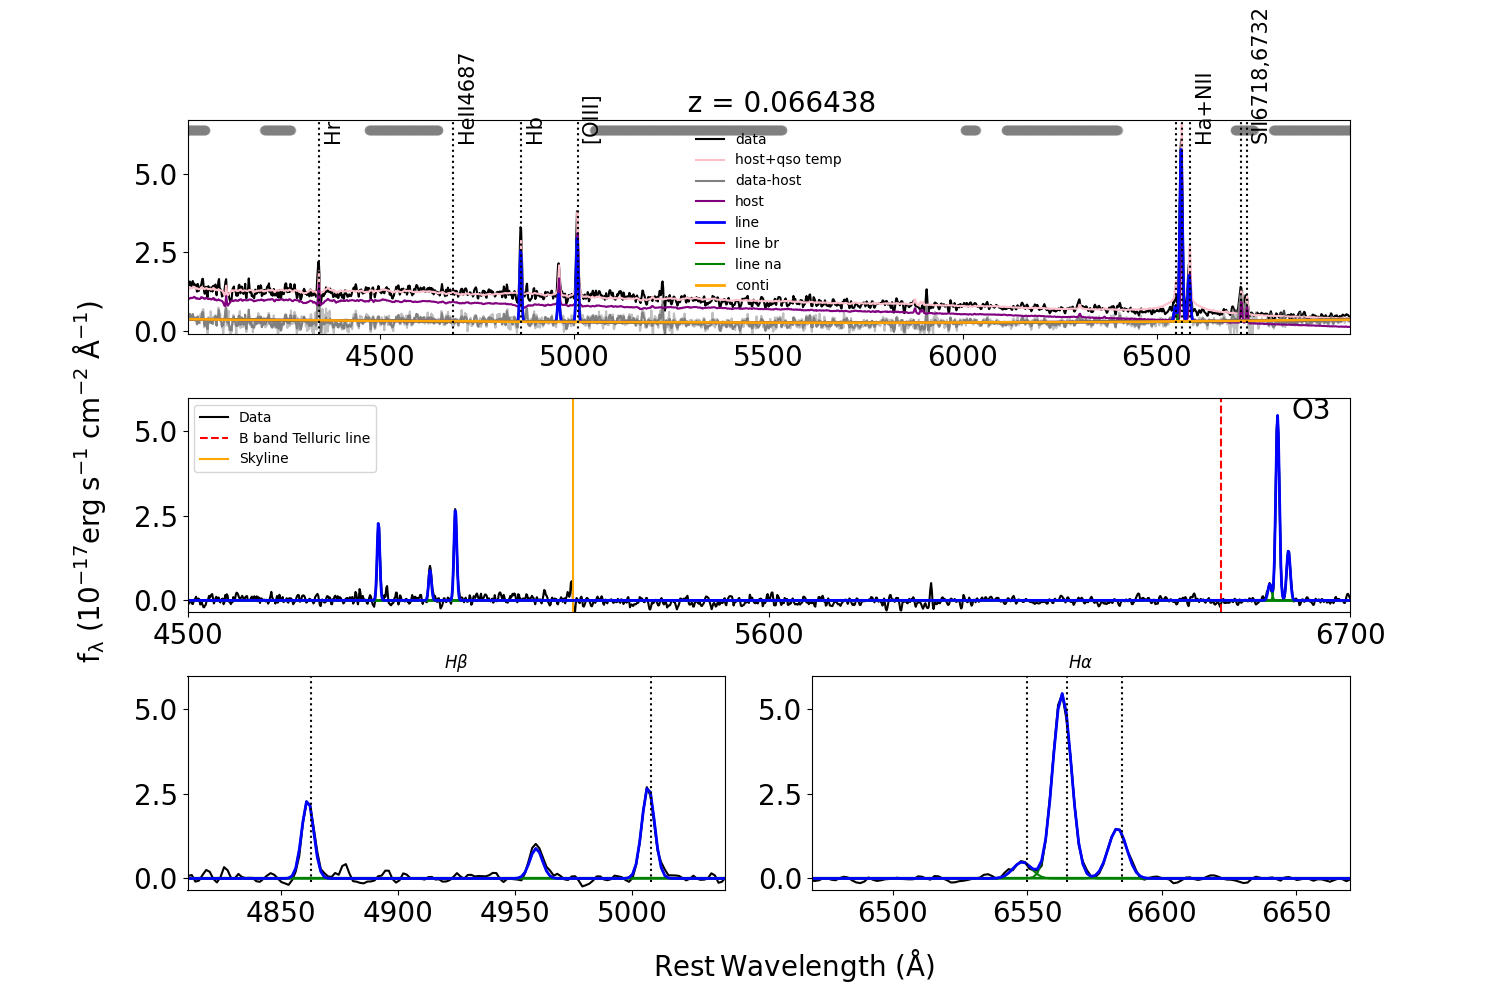 z = 0.066438
Hr
HeII4687
Hb
[OIII]
Ha+NII
SII6718,6732
data
host+qso temp
data-host
host
line
line br
line na
conti
5.0
2.5
0.0
4500
5000
5500
6000
6500
f_λ (10^−17 erg s^−1 cm^−2 Å^−1)
Data
B band Telluric line
Skyline
O3
5.0
2.5
0.0
4500
5600
6700
Hβ
5.0
2.5
0.0
4850
4900
4950
5000
Hα
5.0
2.5
0.0
6500
6550
6600
6650
Rest Wavelength (Å)